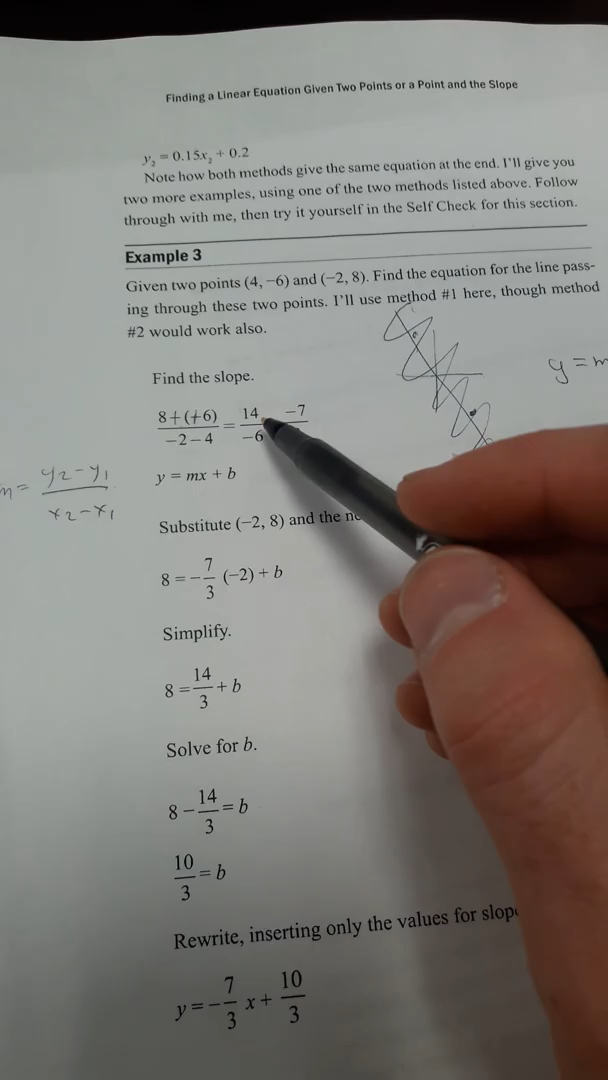 Finding a Linear Equation Given Two Points or a Point and the Slope
y₂ = 0.15x₂ + 0.2
Note how both methods give the same equation at the end. I'll give you
two more examples, using one of the two methods listed above. Follow
through with me, then try it yourself in the Self Check for this section.
Example 3
Given two points (4, −6) and (−2, 8). Find the equation for the line pass-
ing through these two points. I'll use method #1 here, though method
#2 would work also.
Find the slope.
8+(+6)/−2−4 = 14/−6 −7
y = mx + b
m = y₂−y₁/x₂−x₁
y = m
Substitute (−2, 8) and the
8 = −7/3 (−2) + b
Simplify.
8 = 14/3 + b
Solve for b.
8 − 14/3 = b
10/3 = b
Rewrite, inserting only the values for
y = −7/3 x + 10/3